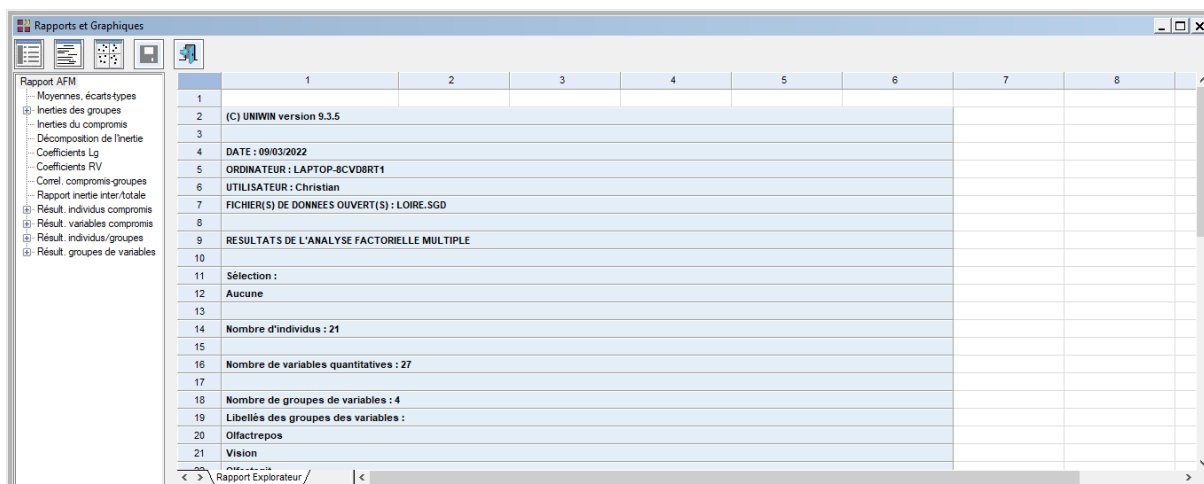 Rapports et Graphiques
Rapport AFM
Moyennes, écarts-types
Inerties des groupes
Inerties du compromis
Décomposition de l'inertie
Coefficients Lg
Coefficients RV
Correl. compromis-groupes
Rapport inertie inter/totale
Résult. individus compromis
Résult. variables compromis
Résult. individus/groupes
Résult. groupes de variables
1 2 3 4 5 6 7 8
1
2 (C) UNIWIN version 9.3.5
3
4 DATE : 09/03/2022
5 ORDINATEUR : LAPTOP-8CVD8RT1
6 UTILISATEUR : Christian
7 FICHIER(S) DE DONNEES OUVERT(S) : LOIRE.SGD
8
9 RESULTATS DE L'ANALYSE FACTORIELLE MULTIPLE
10
11 Sélection :
12 Aucune
13
14 Nombre d'individus : 21
15
16 Nombre de variables quantitatives : 27
17
18 Nombre de groupes de variables : 4
19 Libellés des groupes des variables :
20 Olfactrepos
21 Vision
Rapport Explorateur